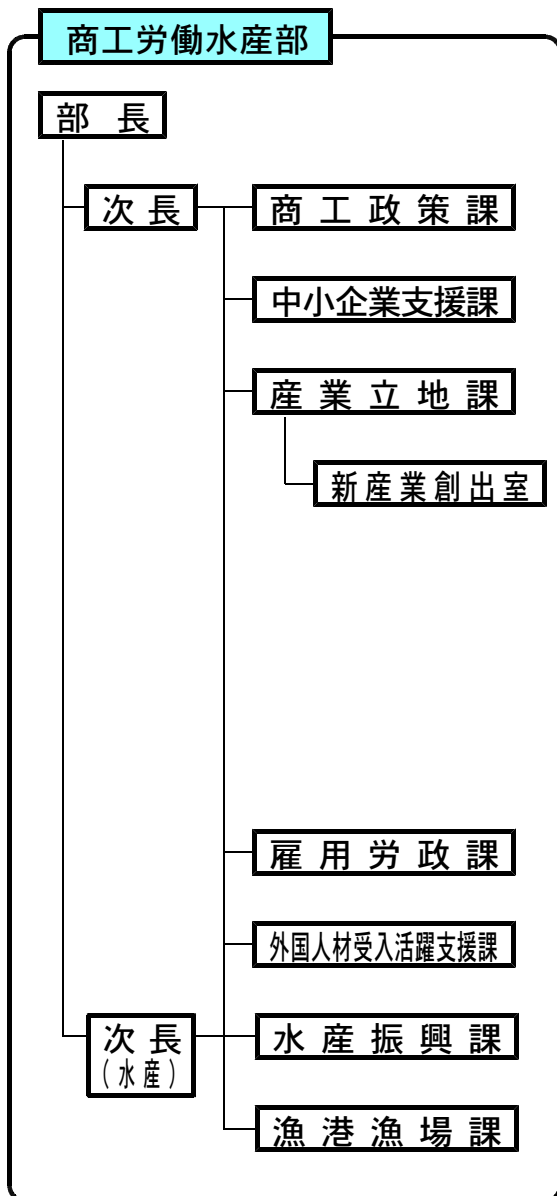 商工労働水産部
部長
次長
商工政策課
中小企業支援課
産業立地課
新産業創出室
雇用労政課
外国人材受入活躍支援課
次長
(水産)
水産振興課
漁港漁場課